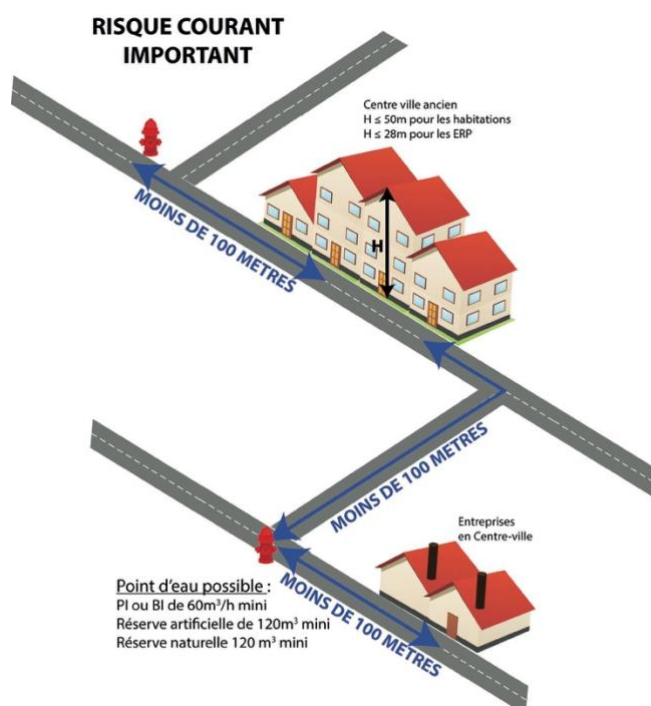 RISQUE COURANT
IMPORTANT
Centre ville ancien
H ≤ 50m pour les habitations
H ≤ 28m pour les ERP
MOINS DE 100 METRES
H
MOINS DE 100 METRES
Entreprises
en Centre-ville
Point d'eau possible :
PI ou BI de 60m³/h mini
Réserve artificielle de 120m³ mini
Réserve naturelle 120 m³ mini
MOINS DE 100 METRES